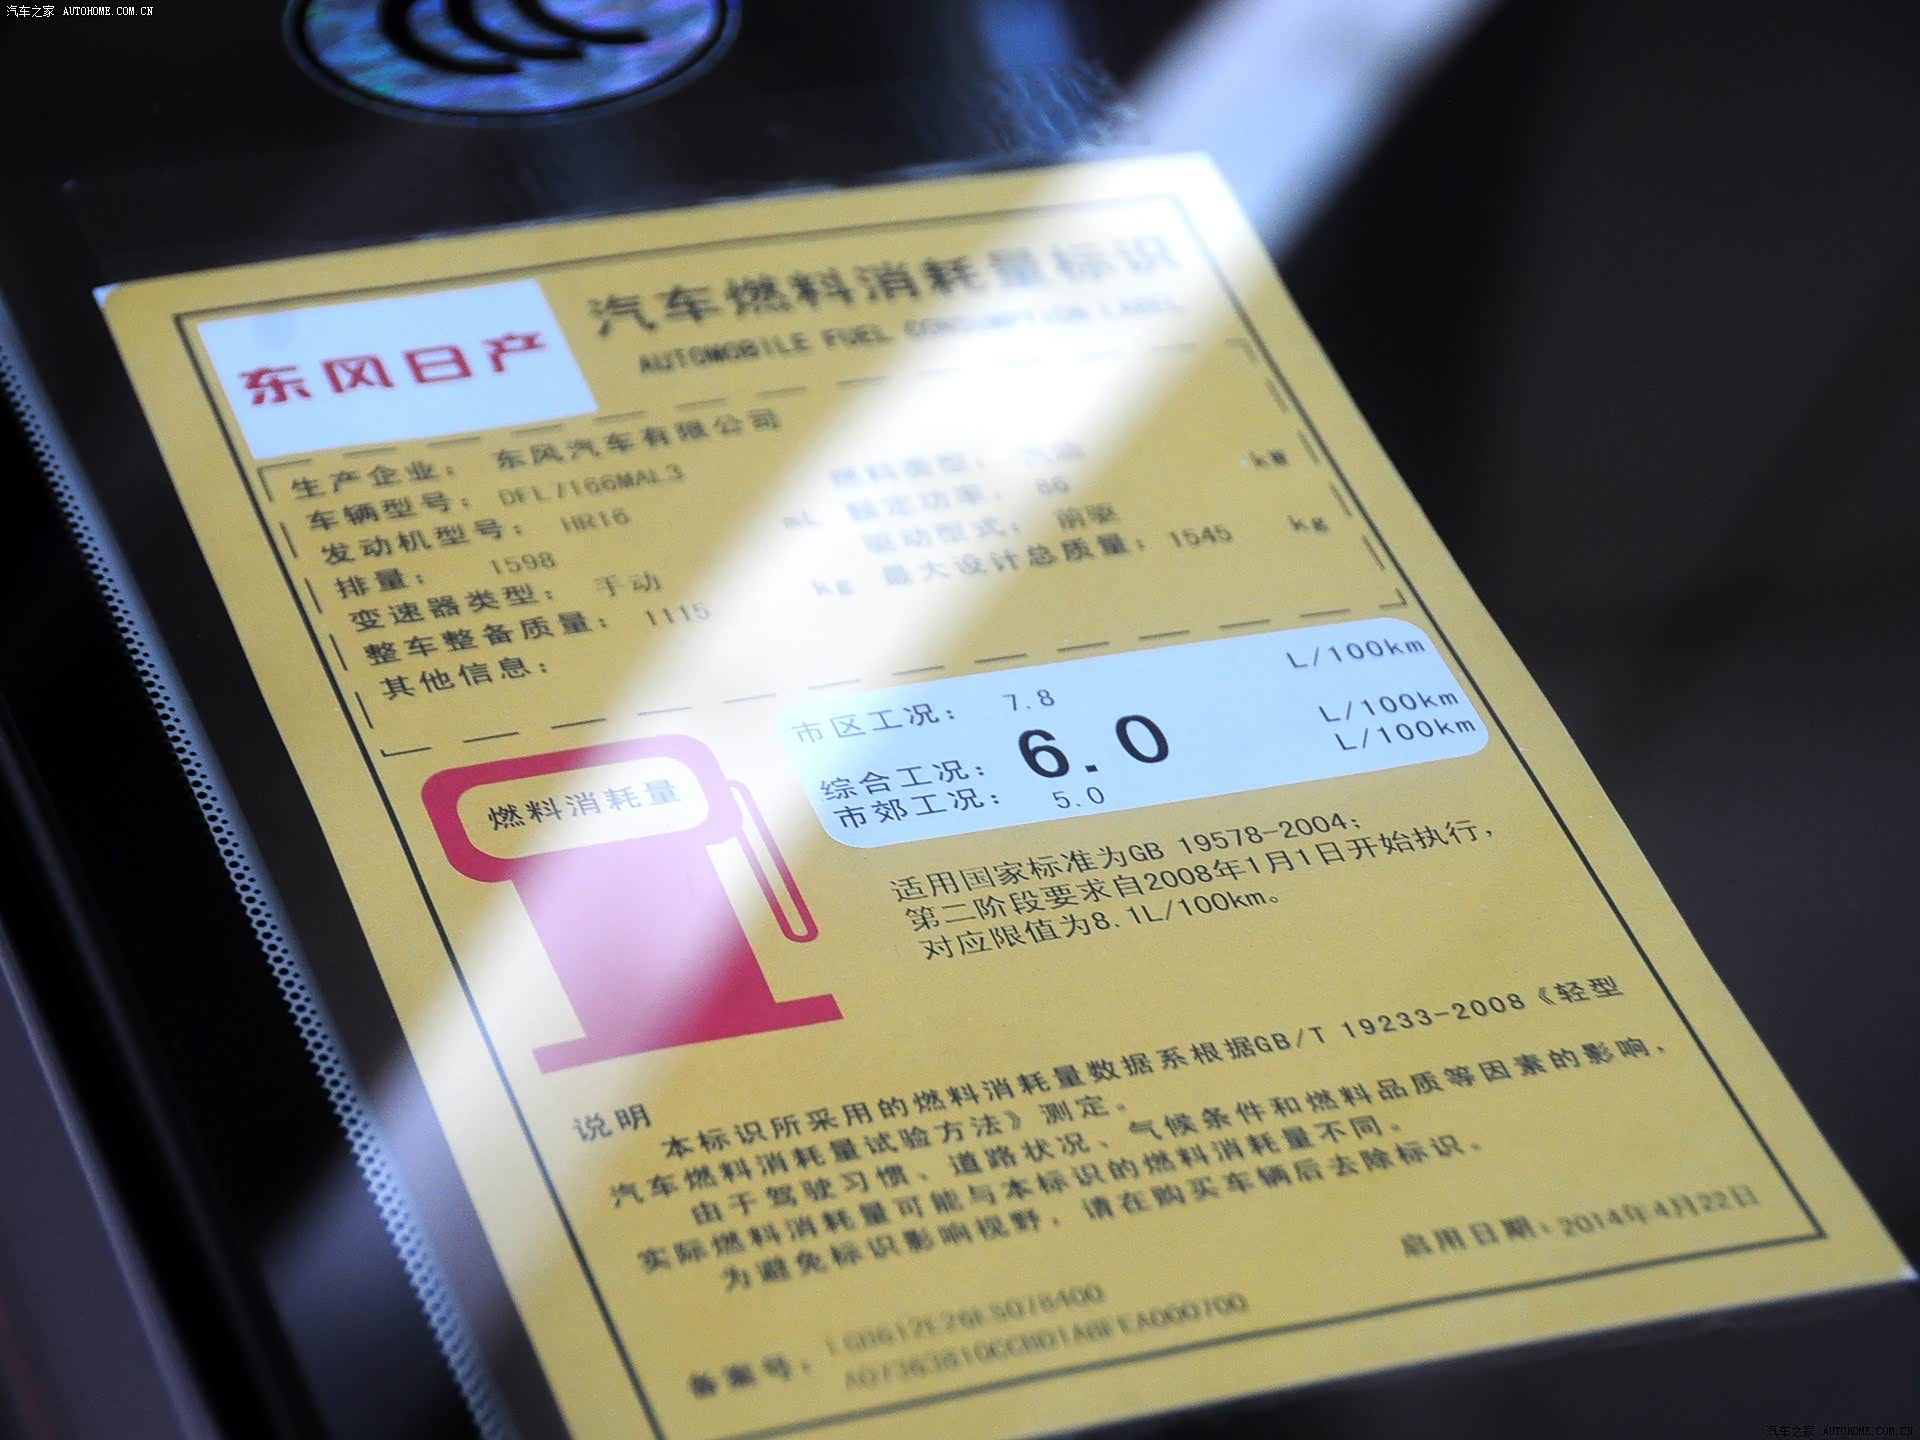 汽车之家 AUTOHOME.COM.CN
东风日产
汽车燃料消耗量标识
AUTOMOBILE FUEL CONSUMPTION LABEL
生产企业: 东风汽车有限公司
车辆型号: DFL7166MAL3 燃料类型: 汽油
发动机型号: HR16 额定功率: 86 kW
排量: 1598 mL 驱动型式: 前驱
变速器类型: 手动 最大设计总质量: 1545 kg
整车整备质量: 1115 kg
其他信息:
燃料消耗量
市区工况: 7.8 L/100km
综合工况: 6.0 L/100km
市郊工况: 5.0 L/100km
适用国家标准为GB 19578-2004;
第二阶段要求自2008年1月1日开始执行,
对应限值为8.1L/100km。
说明
本标识所采用的燃料消耗量数据系根据GB/T 19233-2008《轻型
汽车燃料消耗量试验方法》测定。
由于驾驶习惯、道路状况、气候条件和燃料品质等因素的影响,
实际燃料消耗量可能与本标识的燃料消耗量不同。
为避免标识影响视野,请在购买车辆后去除标识。
启用日期: 2014年4月22日
备案号:
汽车之家 AUTOHOME.COM.CN